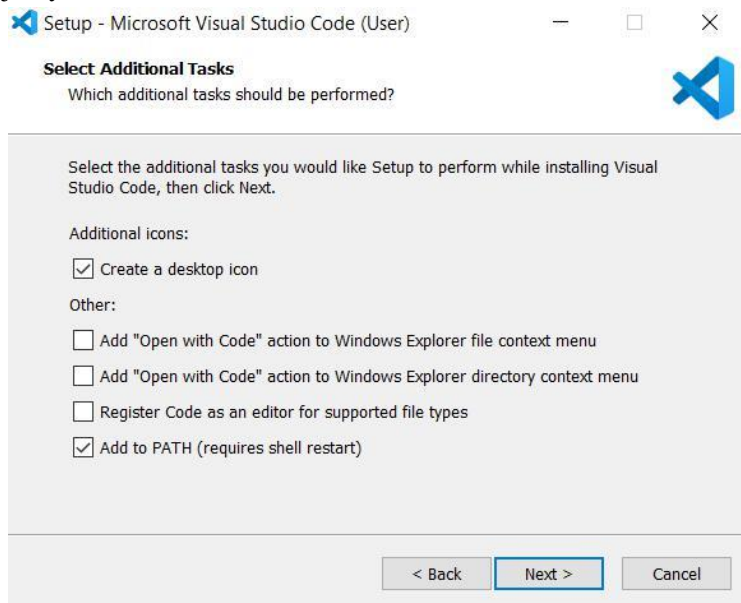 Setup - Microsoft Visual Studio Code (User)
Select Additional Tasks
Which additional tasks should be performed?
Select the additional tasks you would like Setup to perform while installing Visual
Studio Code, then click Next.
Additional icons:
Create a desktop icon
Other:
Add "Open with Code" action to Windows Explorer file context menu
Add "Open with Code" action to Windows Explorer directory context menu
Register Code as an editor for supported file types
Add to PATH (requires shell restart)
< Back Next > Cancel